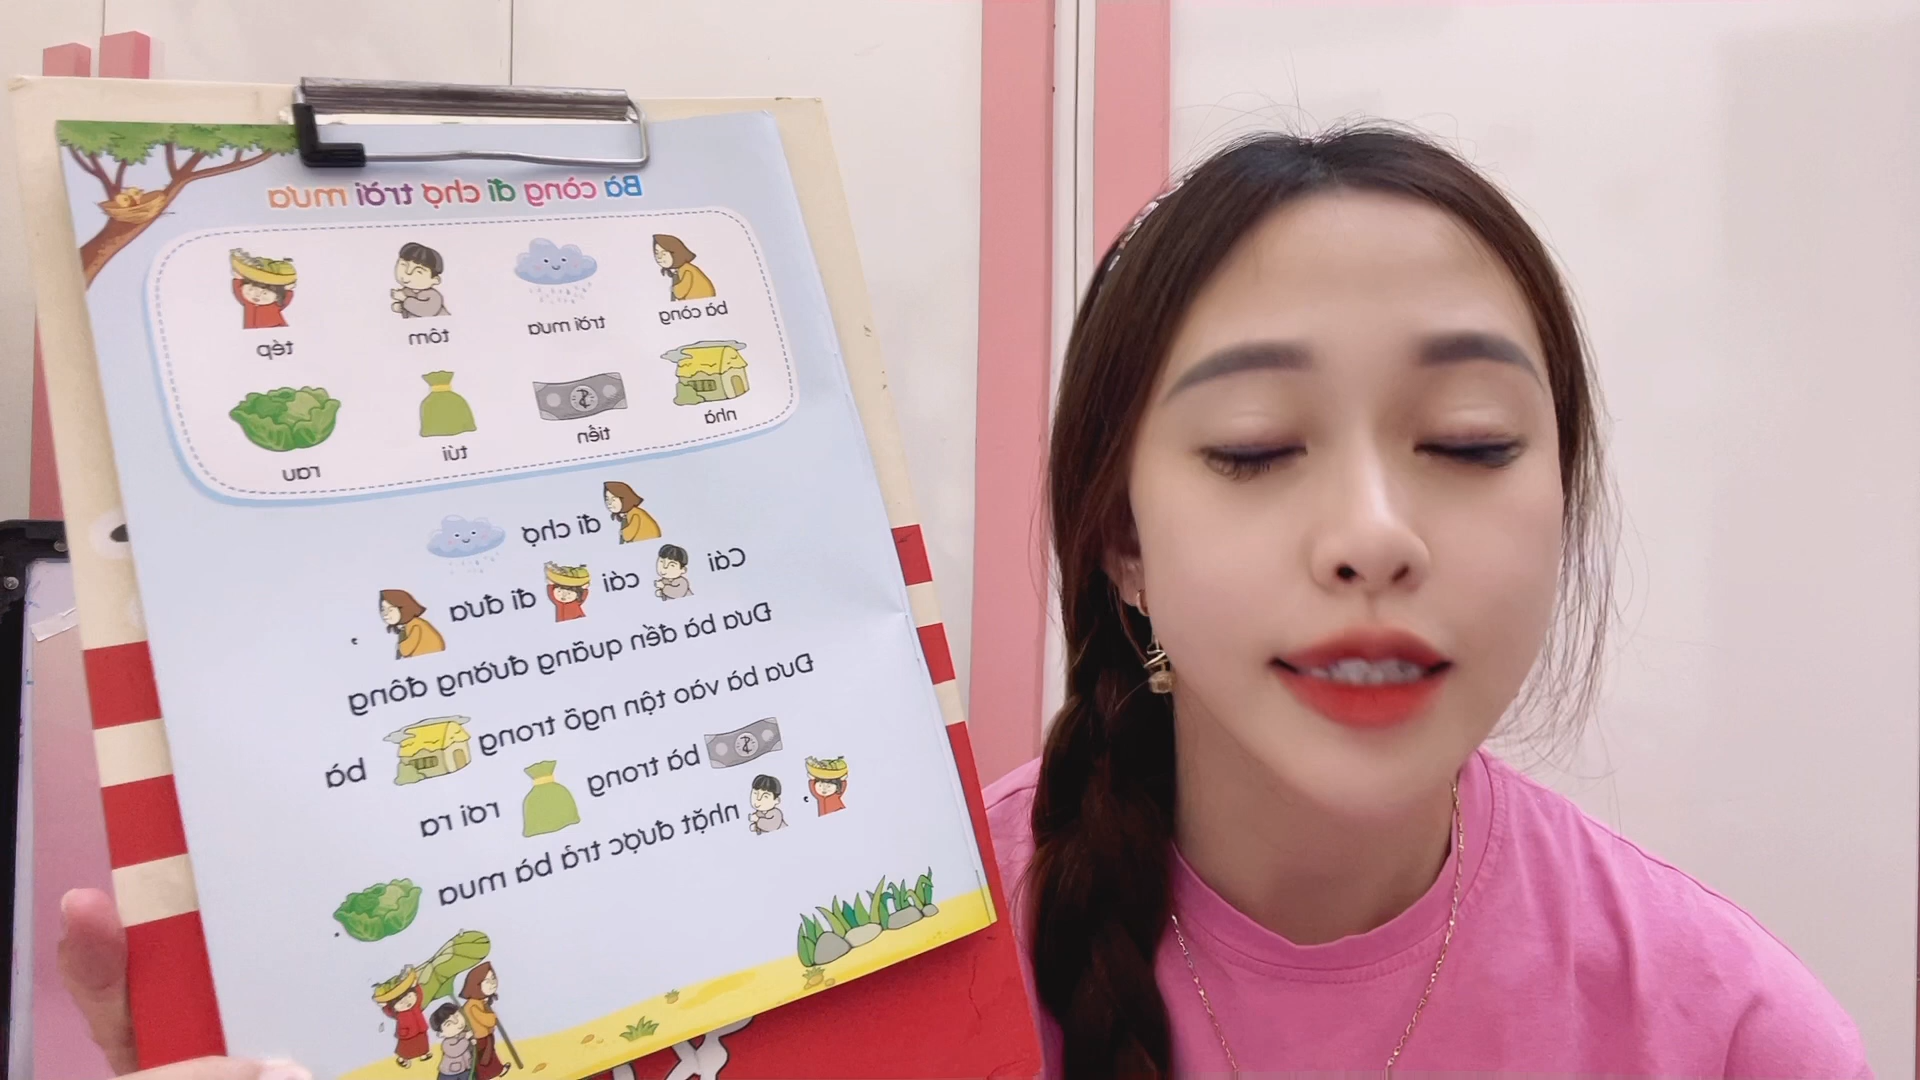 Bà còng đi chợ trời mưa
bà còng trời mưa tôm tép
nhà tiền túi rau
đi chợ
Cái cái đi đưa ,
Đưa bà đến quãng đường đông
Đưa bà vào tận ngõ trong bà
bà trong rơi ra
, nhặt được trả bà mua .